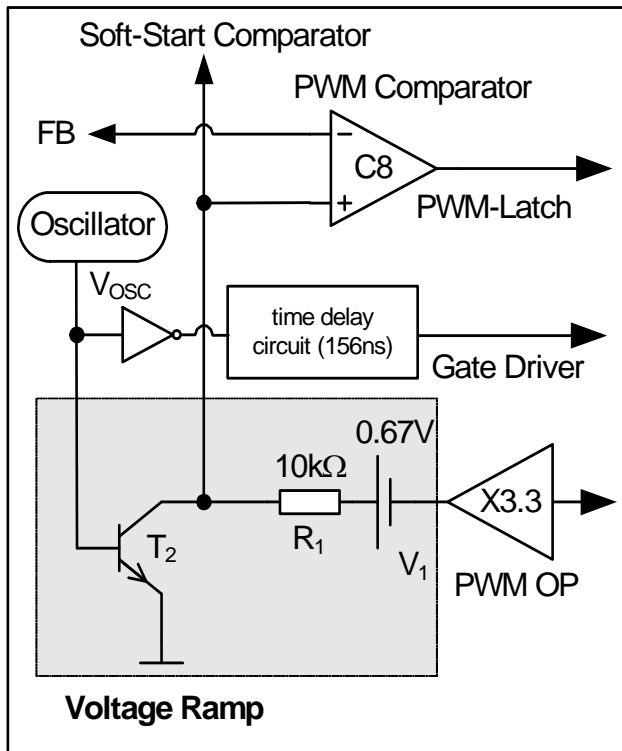 Soft-Start Comparator
PWM Comparator
FB
C8
PWM-Latch
Oscillator
VOSC
time delay
circuit (156ns)
Gate Driver
0.67V
10kΩ
X3.3
T2
R1
V1
PWM OP
Voltage Ramp